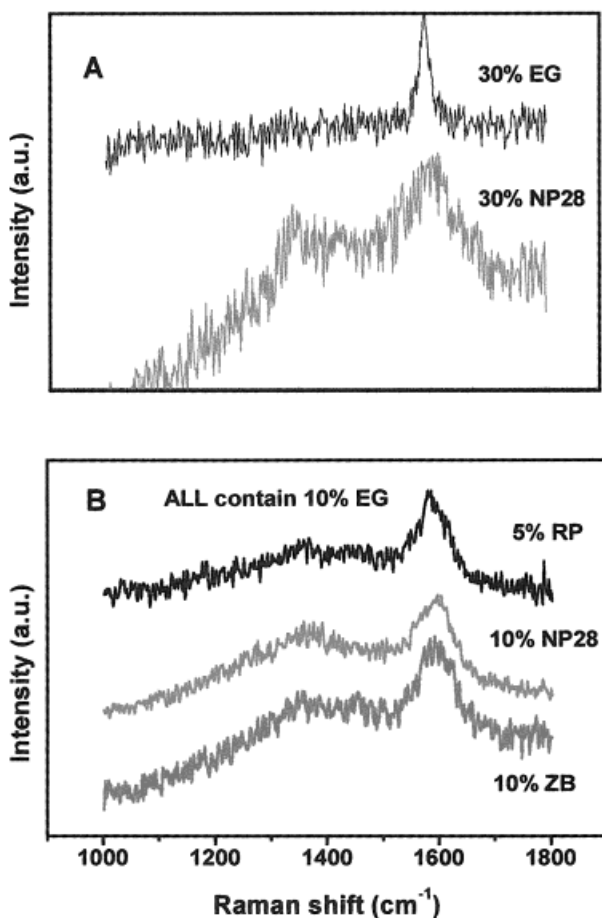 A
30% EG
30% NP28
Intensity (a.u.)
B
ALL contain 10% EG
5% RP
10% NP28
10% ZB
Intensity (a.u.)
1000 1200 1400 1600 1800
Raman shift (cm⁻¹)